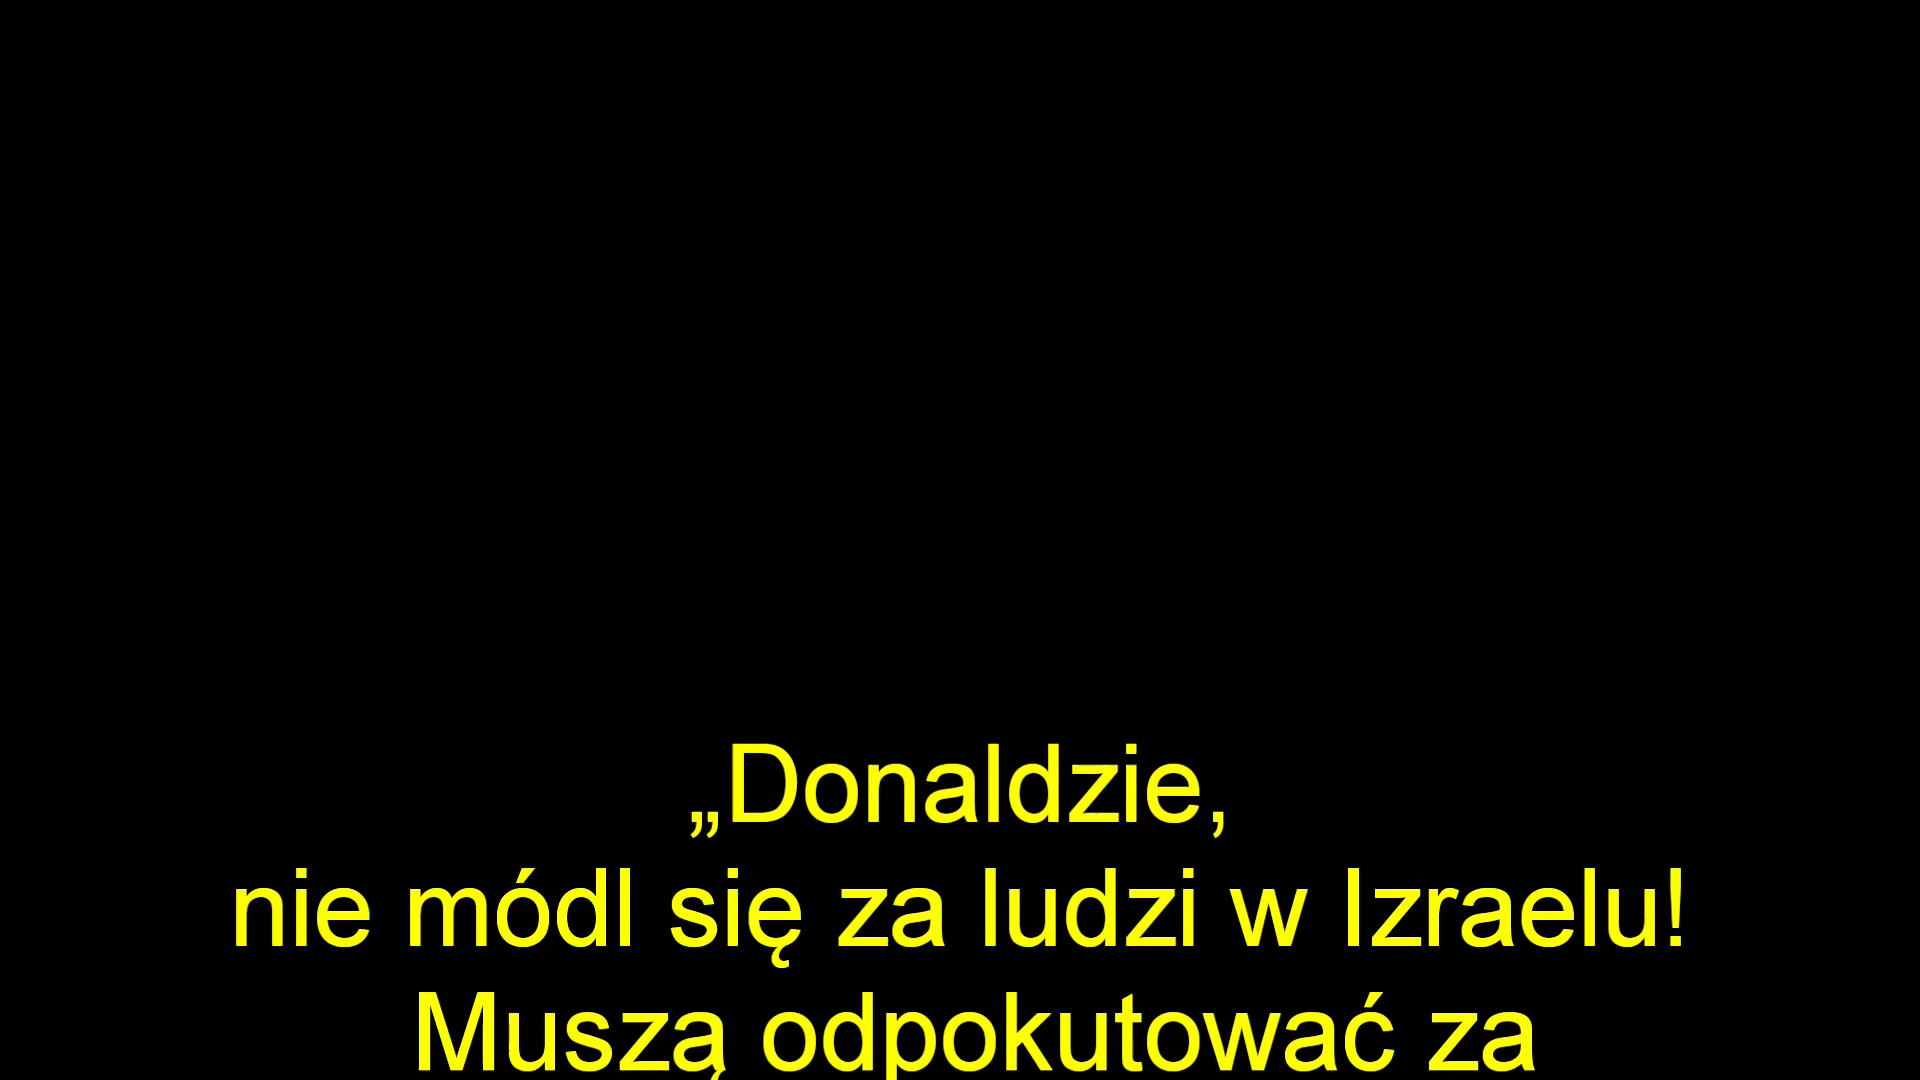 „Donaldzie,
nie módl się za ludzi w Izraelu!
Muszą odpokutować za